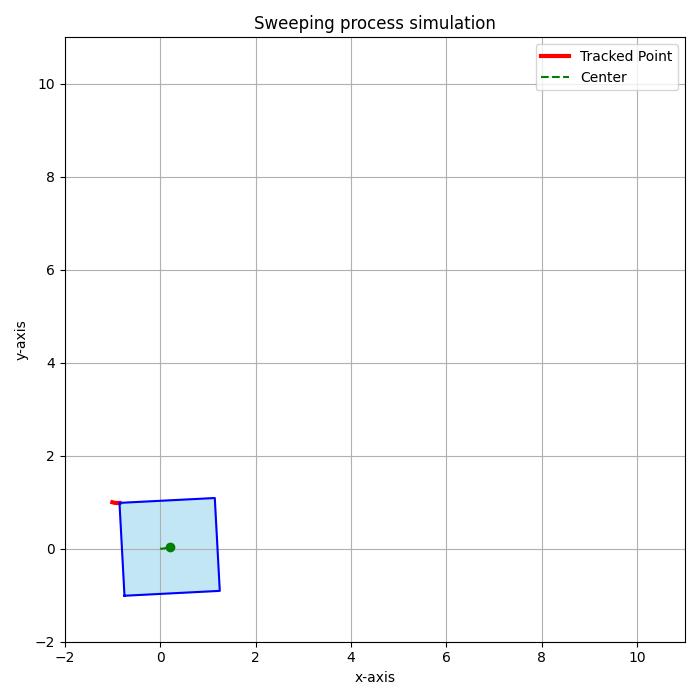 Sweeping process simulation
Tracked Point
Center
10
8
6
4
2
0
−2
y-axis
−2
0
2
4
6
8
10
x-axis